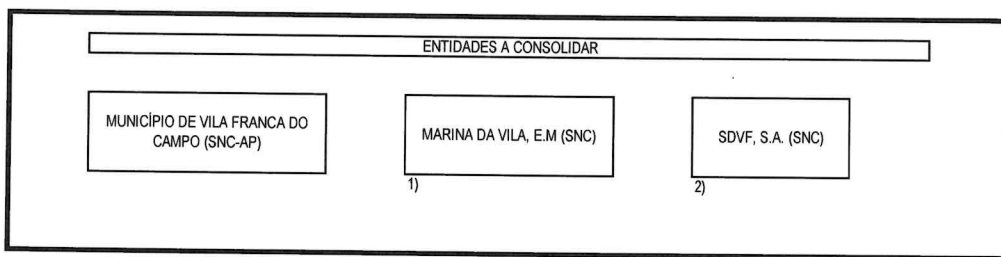 ENTIDADES A CONSOLIDAR
MUNICÍPIO DE VILA FRANCA DO
CAMPO (SNC-AP)
MARINA DA VILA, E.M (SNC)
SDVF, S.A. (SNC)
1)
2)